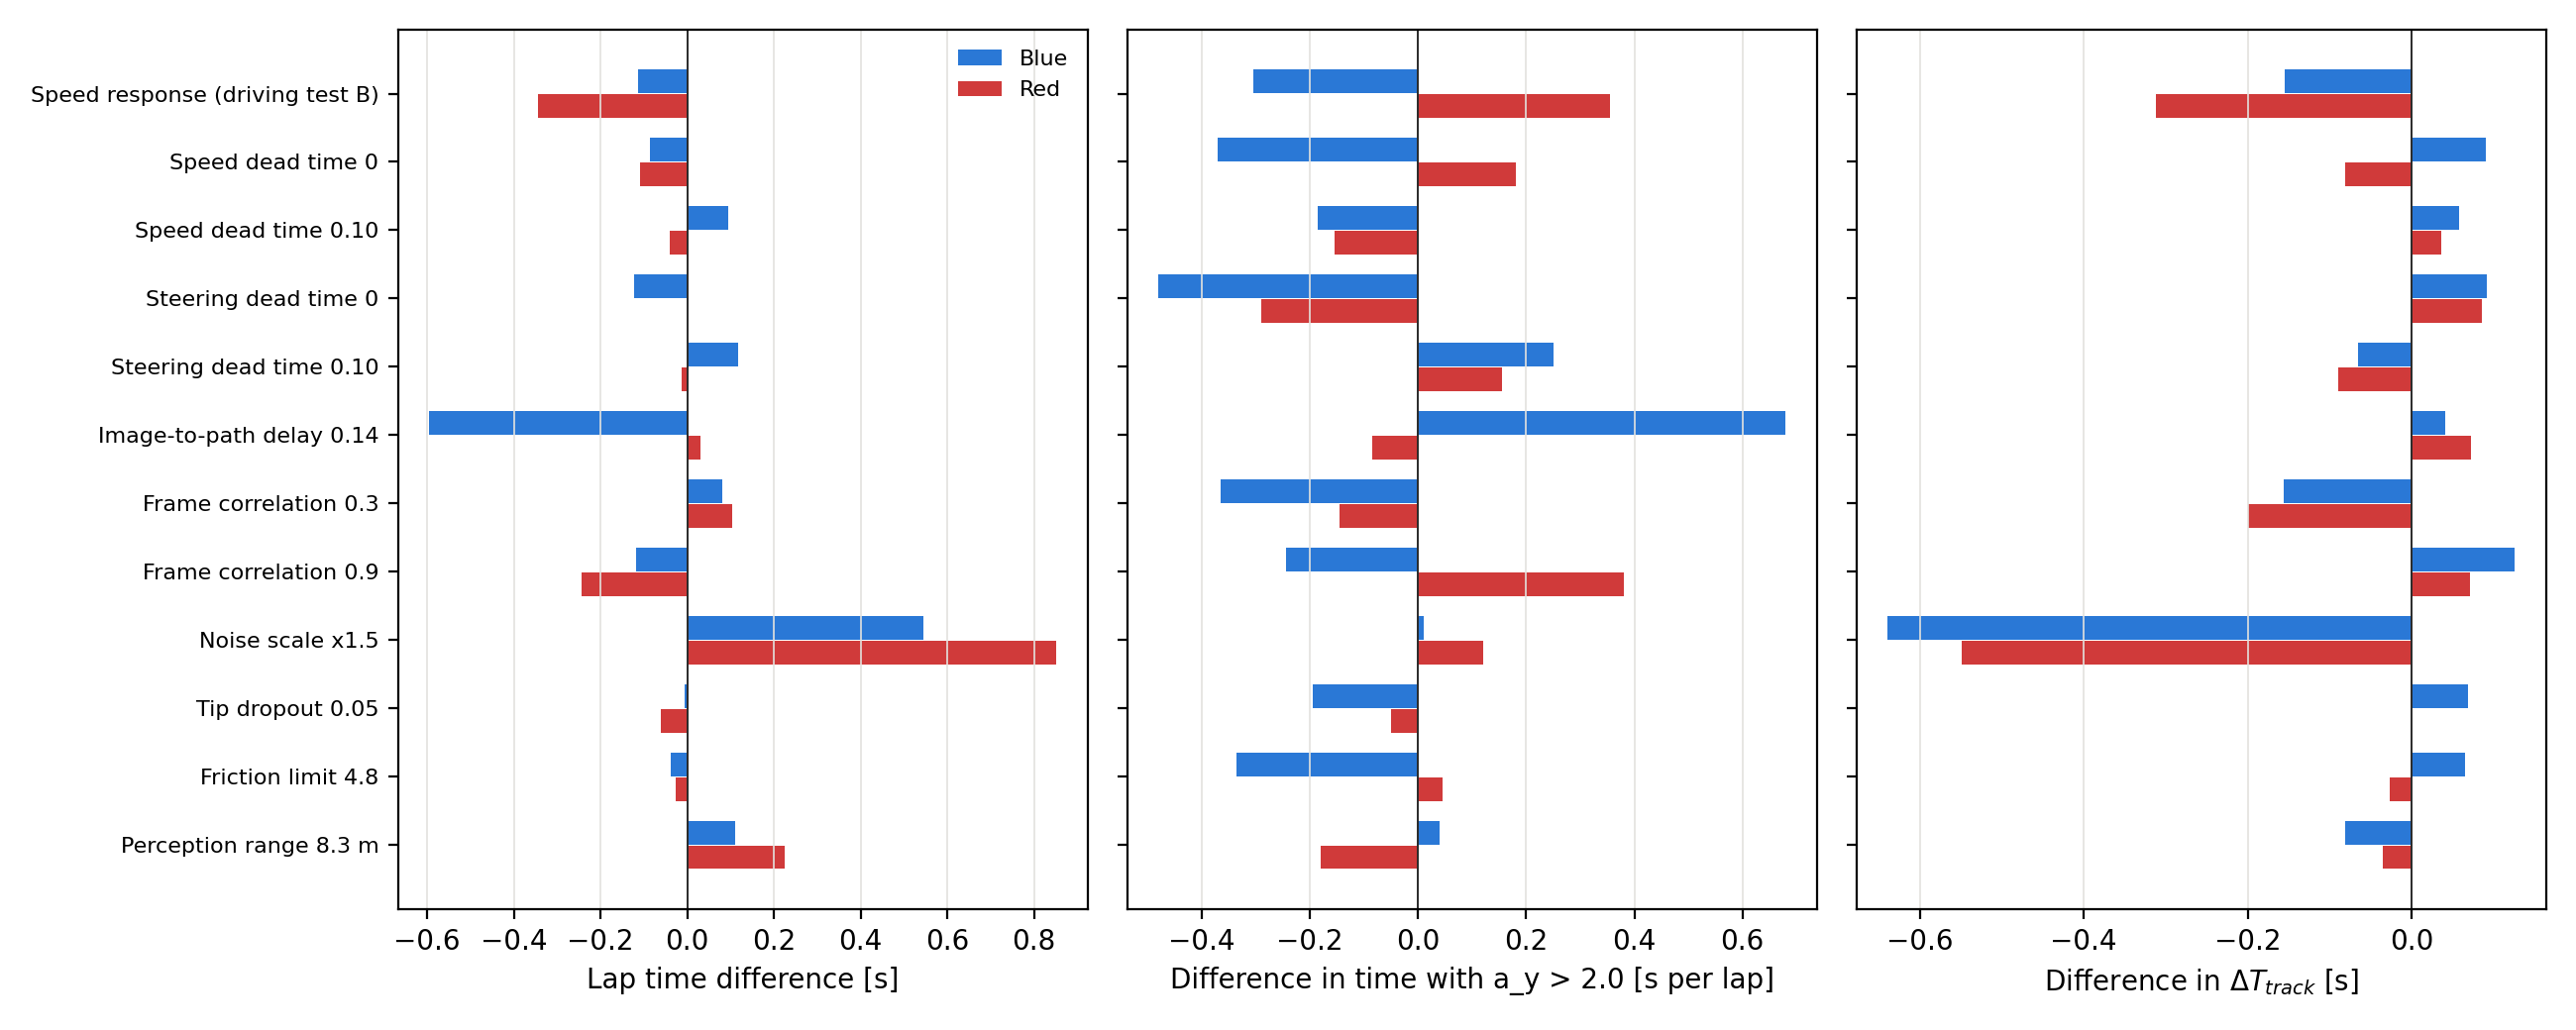 Blue
Red
Speed response (driving test B)
Speed dead time 0
Speed dead time 0.10
Steering dead time 0
Steering dead time 0.10
Image-to-path delay 0.14
Frame correlation 0.3
Frame correlation 0.9
Noise scale x1.5
Tip dropout 0.05
Friction limit 4.8
Perception range 8.3 m
−0.6 −0.4 −0.2 0.0 0.2 0.4 0.6 0.8
Lap time difference [s]
−0.4 −0.2 0.0 0.2 0.4 0.6
Difference in time with a_y > 2.0 [s per lap]
−0.6 −0.4 −0.2 0.0
Difference in ΔT_track [s]